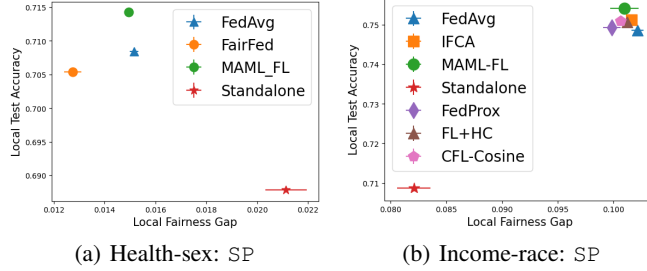 0.715
0.710
0.705
0.700
0.695
0.690
Local Test Accuracy
FedAvg
FairFed
MAML_FL
Standalone
0.012 0.014 0.016 0.018 0.020 0.022
Local Fairness Gap
(a) Health-sex: SP
0.75
0.74
0.73
0.72
0.71
Local Test Accuracy
FedAvg
IFCA
MAML-FL
Standalone
FedProx
FL+HC
CFL-Cosine
0.080 0.085 0.090 0.095 0.100
Local Fairness Gap
(b) Income-race: SP